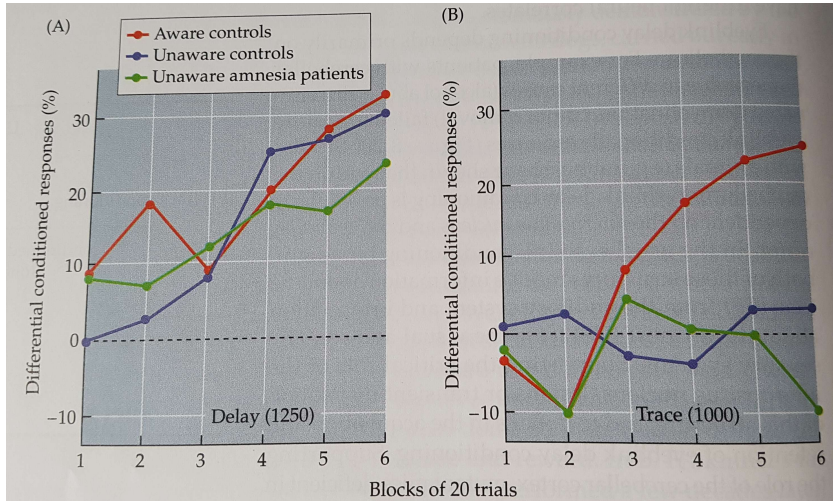 (A)
Aware controls
Unaware controls
Unaware amnesia patients
Differential conditioned responses (%)
30
20
10
0
−10
Delay (1250)
1 2 3 4 5 6
(B)
Differential conditioned responses (%)
30
20
10
0
−10
Trace (1000)
1 2 3 4 5 6
Blocks of 20 trials